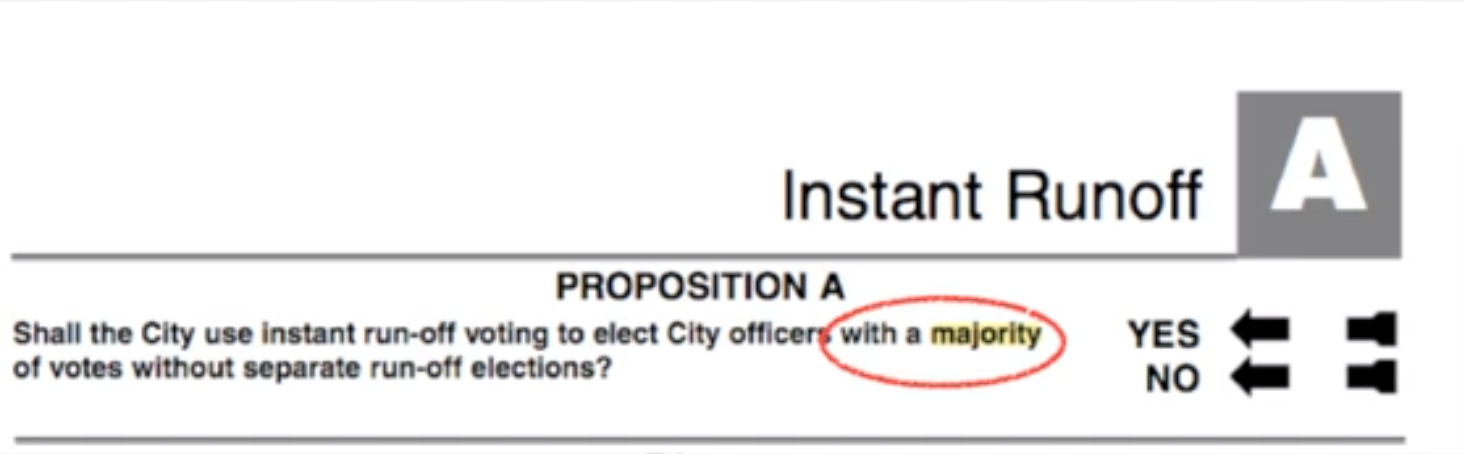 Instant Runoff A
PROPOSITION A
Shall the City use instant run-off voting to elect City officers with a majority YES
of votes without separate run-off elections? NO